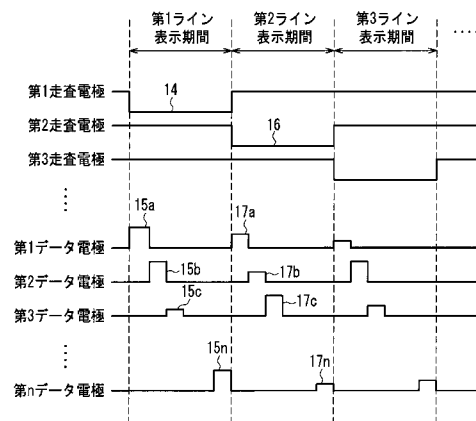 第1ライン 第2ライン 第3ライン
表示期間 表示期間 表示期間 ････
第1走査電極 14
第2走査電極 16
第3走査電極
⋮
15a 17a
第1データ電極
第2データ電極 15b 17b
15c 17c
第3データ電極
⋮
15n 17n
第nデータ電極